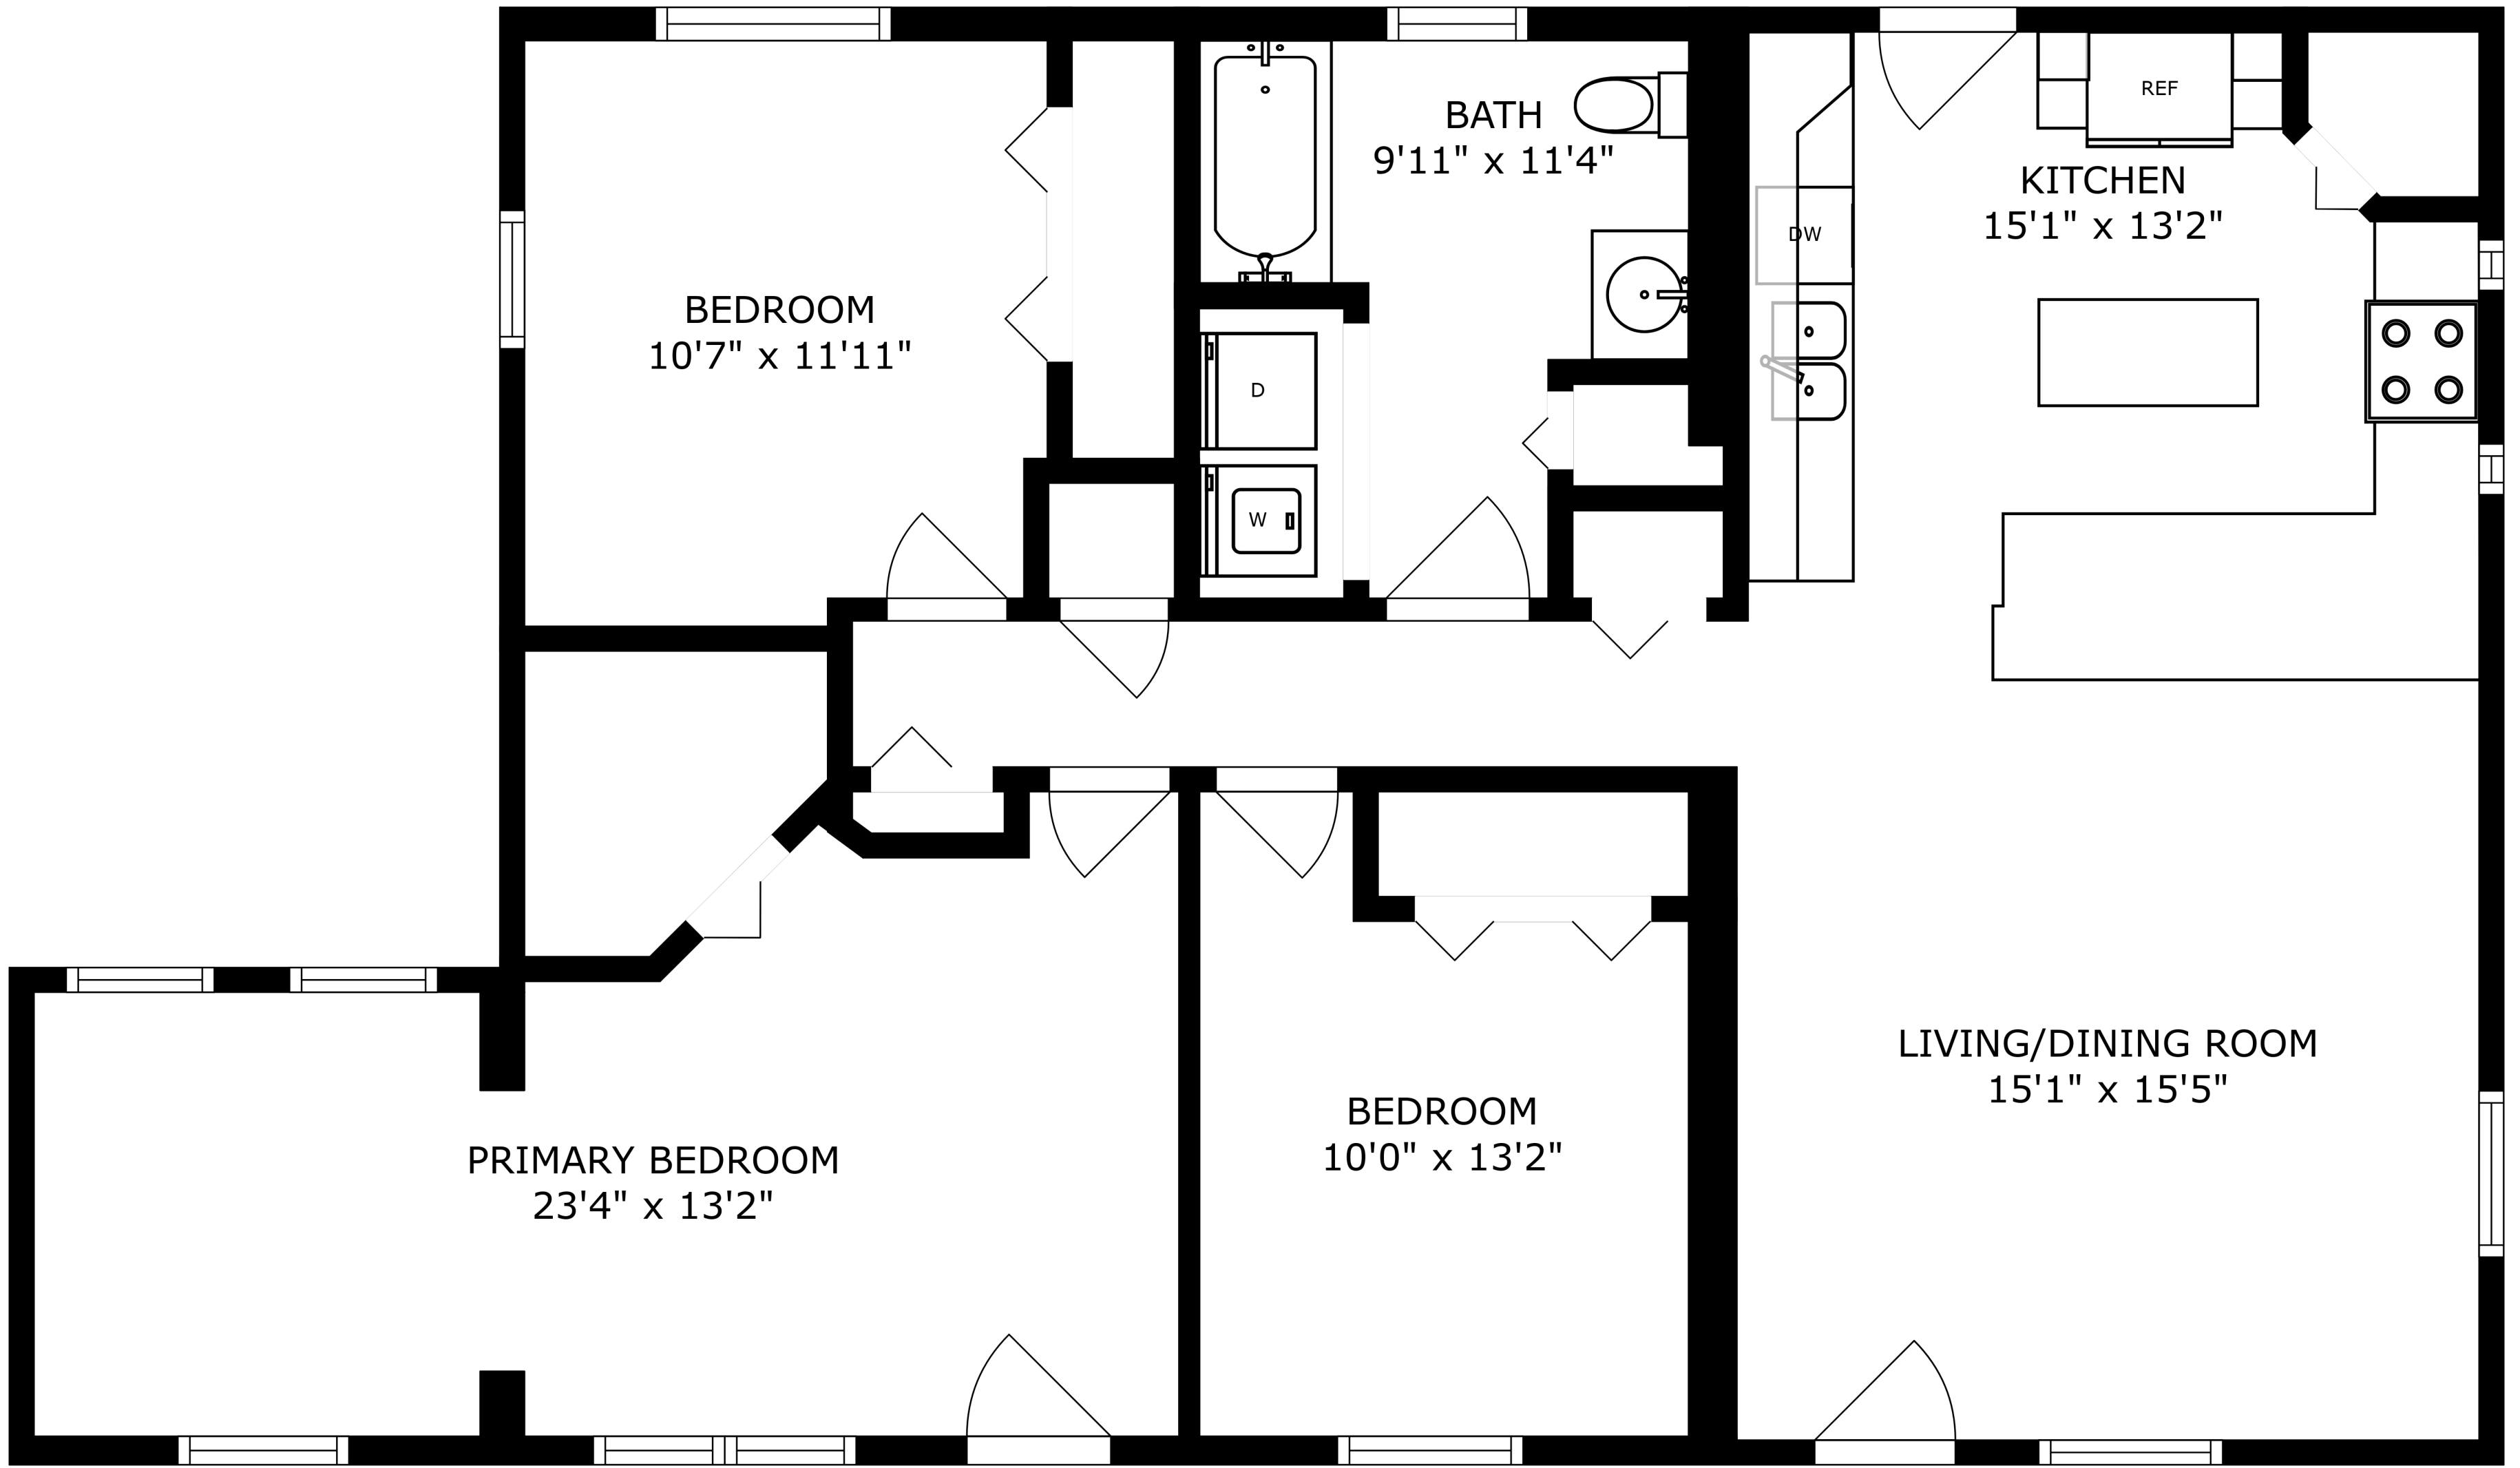 REF
BATH
9'11" x 11'4"
KITCHEN
15'1" x 13'2"
DW
BEDROOM
10'7" x 11'11"
D
W
LIVING/DINING ROOM
15'1" x 15'5"
BEDROOM
10'0" x 13'2"
PRIMARY BEDROOM
23'4" x 13'2"